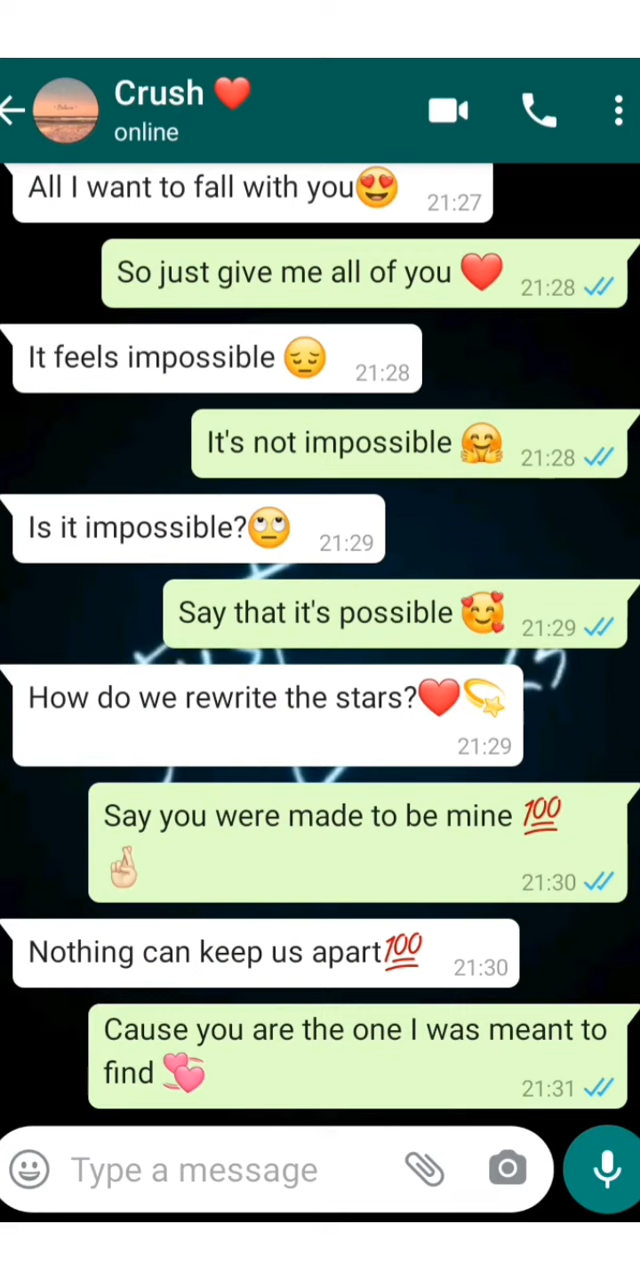 Crush ❤️
online
All I want to fall with you😍 21:27
So just give me all of you ❤️ 21:28
It feels impossible 😔 21:28
It's not impossible 🤗 21:28
Is it impossible?🙄 21:29
Say that it's possible 🥰 21:29
How do we rewrite the stars?❤️💫
21:29
Say you were made to be mine 💯
🤞🏻 21:30
Nothing can keep us apart💯 21:30
Cause you are the one I was meant to
find 💞 21:31
Type a message